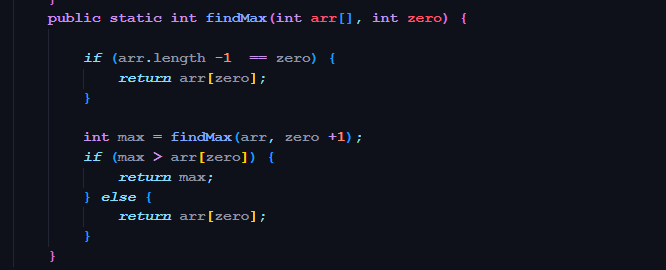 }
public static int findMax(int arr[], int zero) {
if (arr.length -1  == zero) {
return arr[zero];
}
int max = findMax(arr, zero +1);
if (max > arr[zero]) {
return max;
} else {
return arr[zero];
}
}